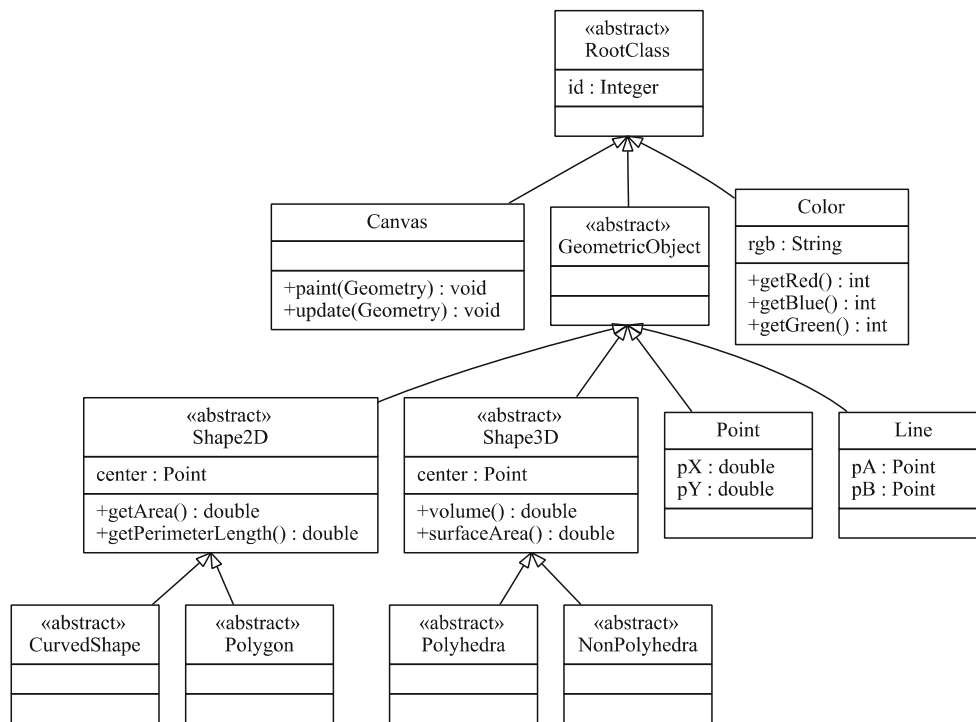 «abstract»
RootClass
id : Integer
Canvas
+paint(Geometry) : void
+update(Geometry) : void
«abstract»
GeometricObject
Color
rgb : String
+getRed() : int
+getBlue() : int
+getGreen() : int
«abstract»
Shape2D
center : Point
+getArea() : double
+getPerimeterLength() : double
«abstract»
Shape3D
center : Point
+volume() : double
+surfaceArea() : double
Point
pX : double
pY : double
Line
pA : Point
pB : Point
«abstract»
CurvedShape
«abstract»
Polygon
«abstract»
Polyhedra
«abstract»
NonPolyhedra